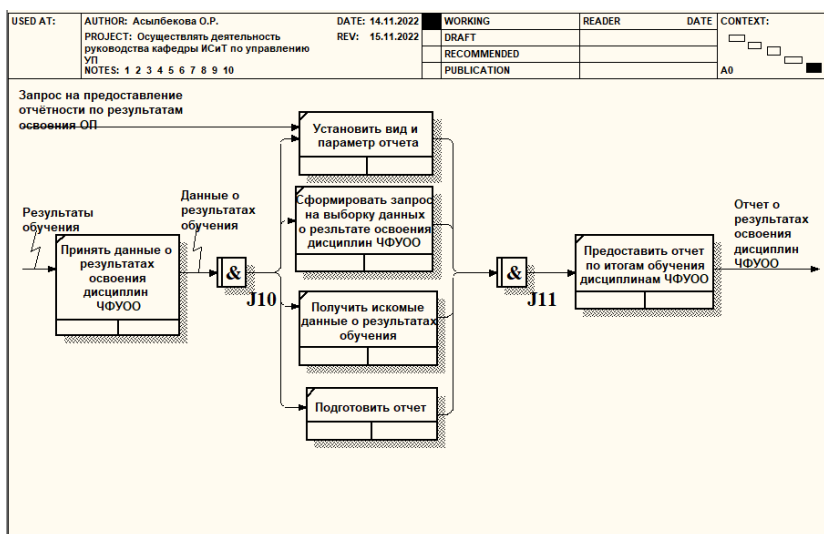 USED AT:
AUTHOR: Асылбекова О.Р.
DATE: 14.11.2022
PROJECT: Осуществлять деятельность
руководства кафедры ИСиТ по управлению
УП
REV: 15.11.2022
NOTES: 1 2 3 4 5 6 7 8 9 10
WORKING
DRAFT
RECOMMENDED
PUBLICATION
READER
DATE
CONTEXT:
A0
Запрос на предоставление
отчётности по результатам
освоения ОП
Установить вид и
параметр отчета
Результаты
обучения
Данные о
результатах
обучения
Сформировать запрос
на выборку данных
о резльтате освоения
дисциплин ЧФУОО
Отчет о
результатах
освоения
дисциплин
ЧФУОО
Принять данные о
результатах
освоения
дисциплин
ЧФУОО
&
J10
&
J11
Предоставить отчет
по итогам обучения
дисциплинам ЧФУОО
Получить искомые
данные о результатах
обучения
Подготовить отчет